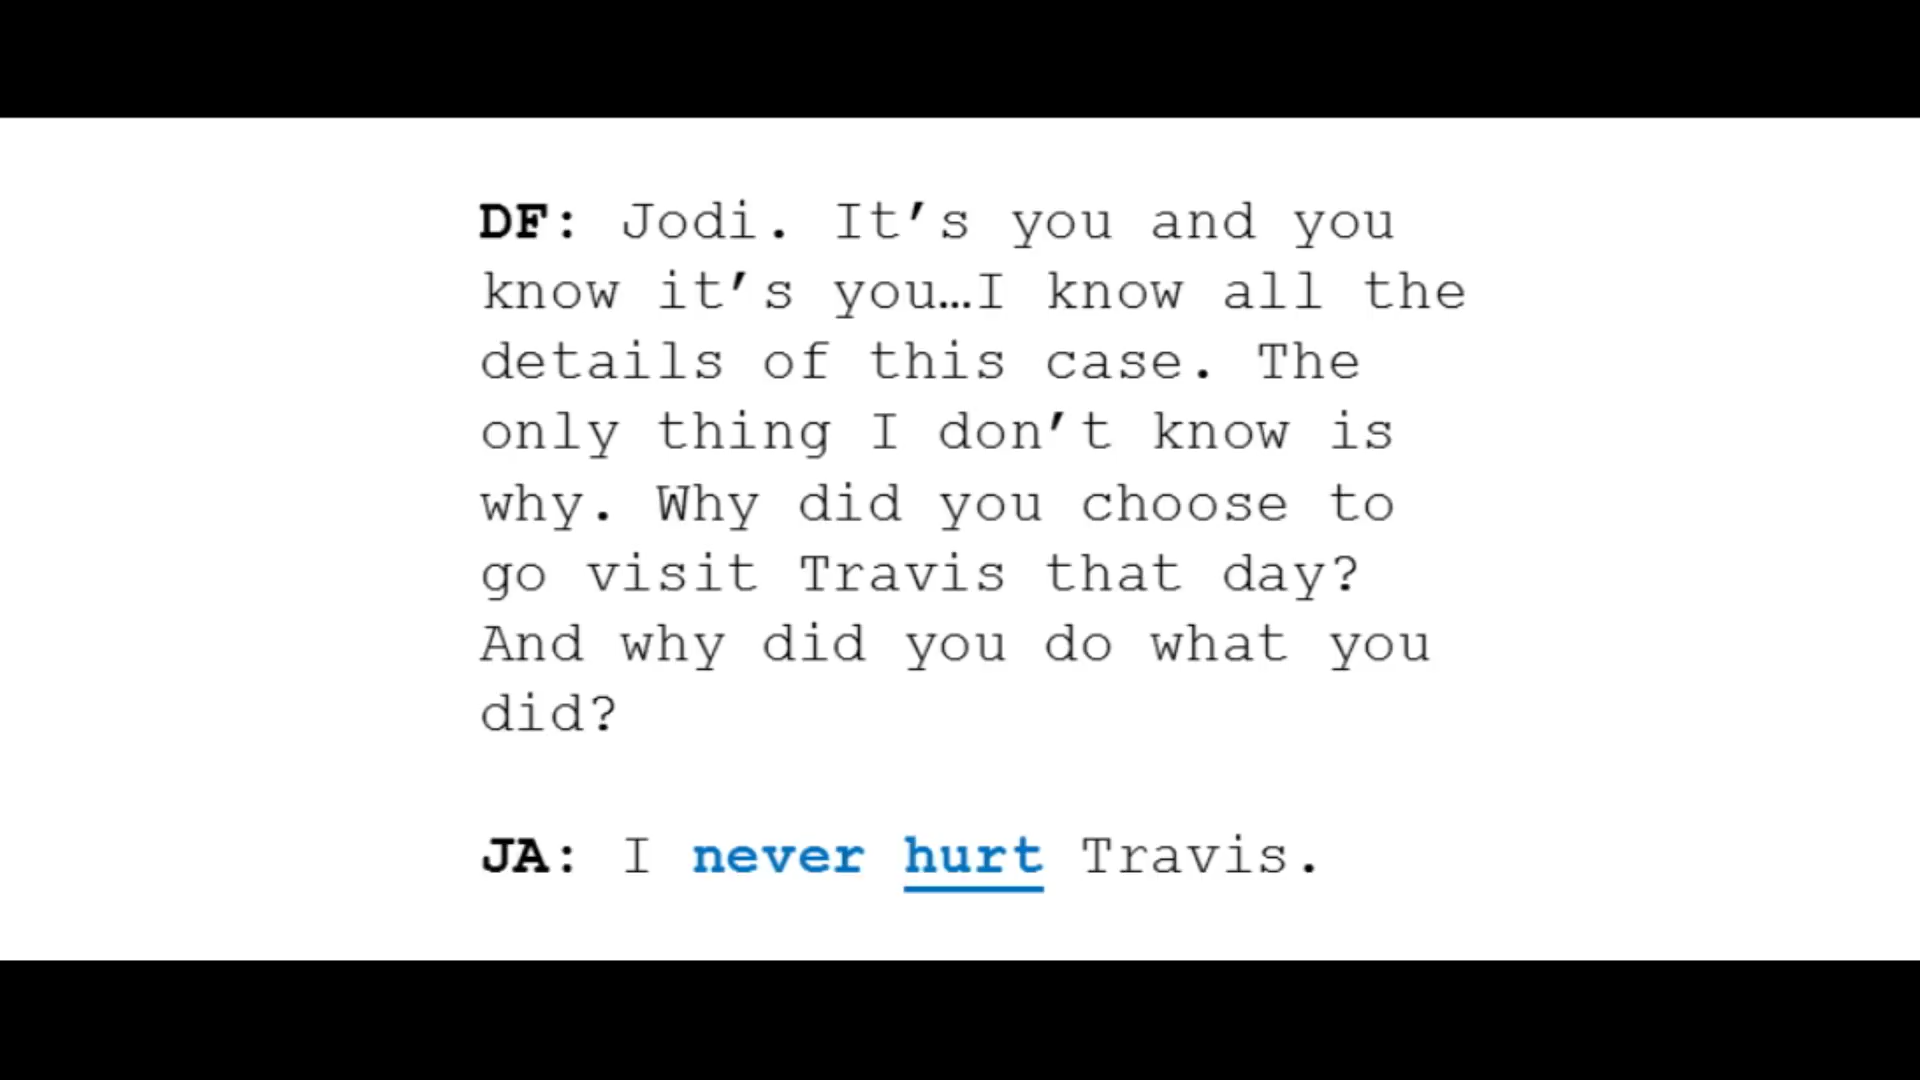 DF: Jodi. It’s you and you
know it’s you…I know all the
details of this case. The
only thing I don’t know is
why. Why did you choose to
go visit Travis that day?
And why did you do what you
did?
JA: I never hurt Travis.